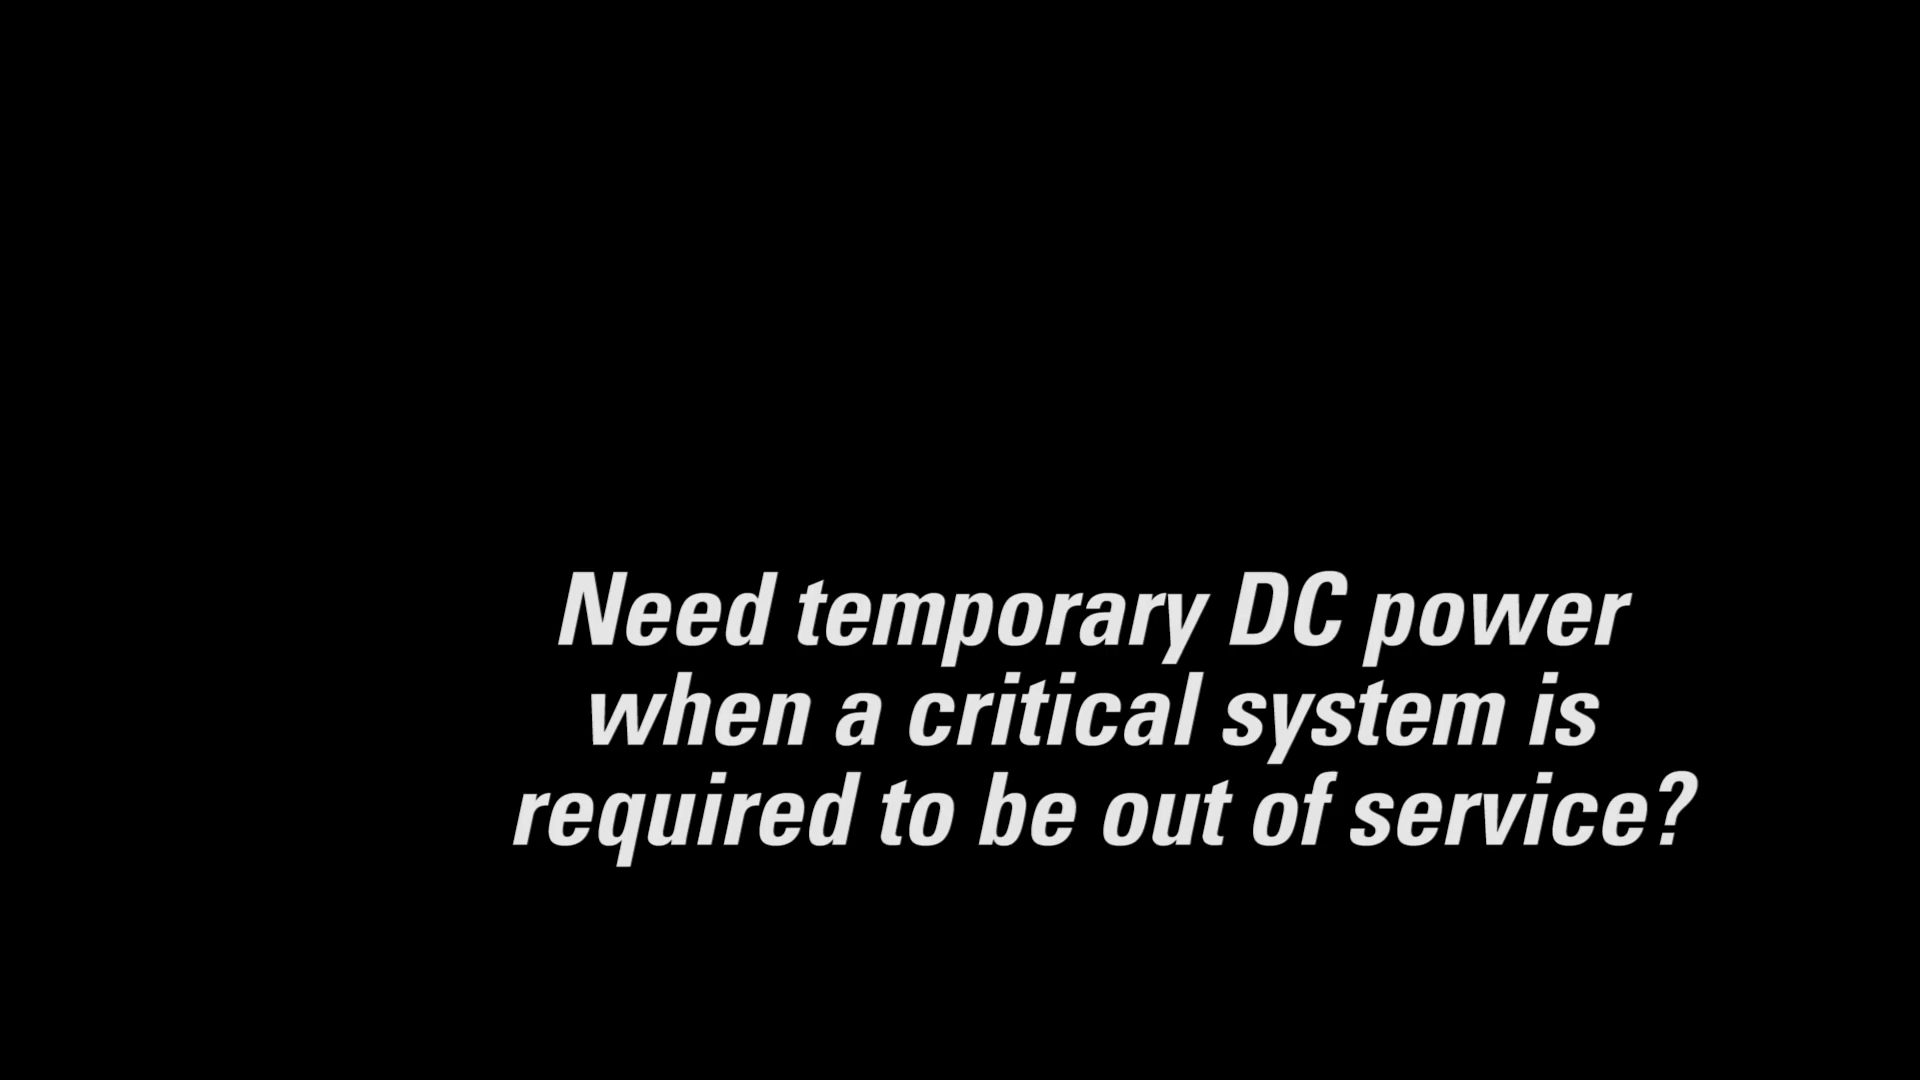 Need temporary DC power
when a critical system is
required to be out of service?